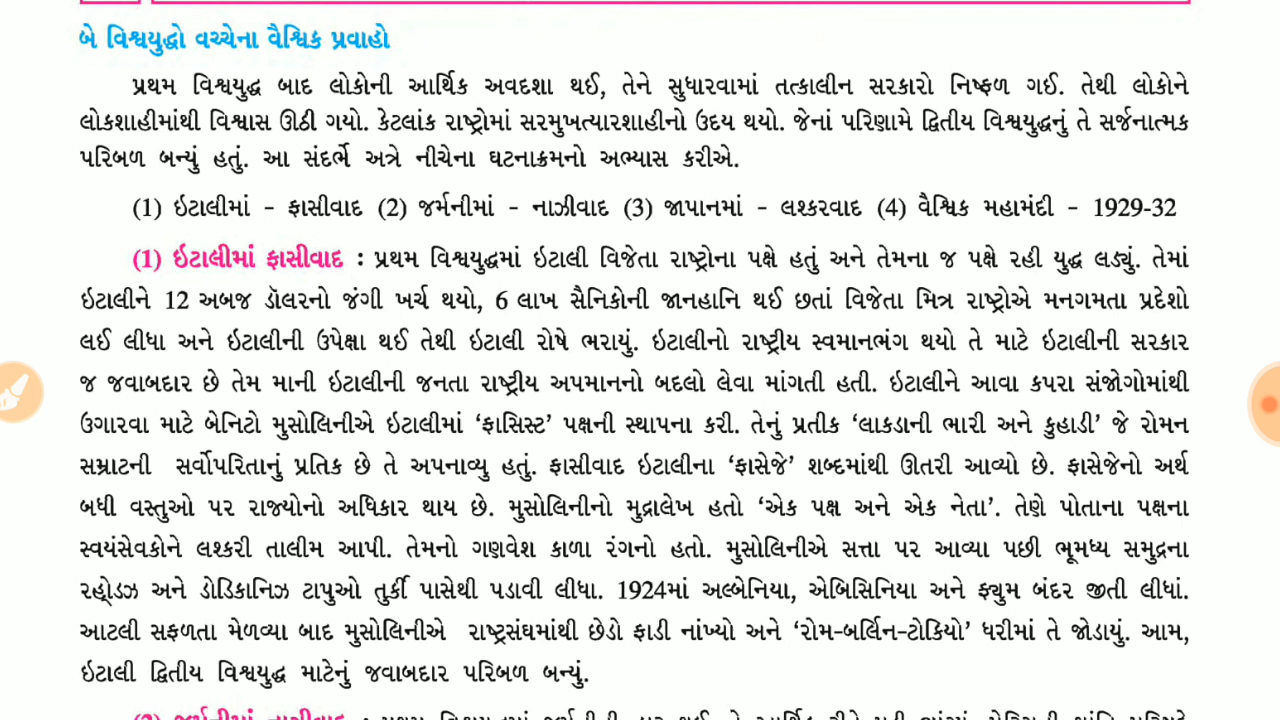 બે વિશ્વયુદ્ધો વચ્ચેના વૈશ્વિક પ્રવાહો
પ્રથમ વિશ્વયુદ્ધ બાદ લોકોની આર્થિક અવદશા થઈ, તેને સુધારવામાં તત્કાલીન સરકારો નિષ્ફળ ગઈ. તેથી લોકોને
લોકશાહીમાંથી વિશ્વાસ ઊઠી ગયો. કેટલાંક રાષ્ટ્રોમાં સરમુખત્યારશાહીનો ઉદય થયો. જેનાં પરિણામે દ્વિતીય વિશ્વયુદ્ધનું તે સર્જનાત્મક
પરિબળ બન્યું હતું. આ સંદર્ભે અત્રે નીચેના ઘટનાક્રમનો અભ્યાસ કરીએ.
(1) ઇટાલીમાં - ફાસીવાદ (2) જર્મનીમાં - નાઝીવાદ (3) જાપાનમાં - લશ્કરવાદ (4) વૈશ્વિક મહામંદી - 1929-32
(1) ઇટાલીમાં ફાસીવાદ : પ્રથમ વિશ્વયુદ્ધમાં ઇટાલી વિજેતા રાષ્ટ્રોના પક્ષે હતું અને તેમના જ પક્ષે રહી યુદ્ધ લડ્યું. તેમાં
ઇટાલીને 12 અબજ ડૉલરનો જંગી ખર્ચ થયો, 6 લાખ સૈનિકોની જાનહાનિ થઈ છતાં વિજેતા મિત્ર રાષ્ટ્રોએ મનગમતા પ્રદેશો
લઈ લીધા અને ઇટાલીની ઉપેક્ષા થઈ તેથી ઇટાલી રોષે ભરાયું. ઇટાલીનો રાષ્ટ્રીય સ્વમાનભંગ થયો તે માટે ઇટાલીની સરકાર
જ જવાબદાર છે તેમ માની ઇટાલીની જનતા રાષ્ટ્રીય અપમાનનો બદલો લેવા માંગતી હતી. ઇટાલીને આવા કપરા સંજોગોમાંથી
ઉગારવા માટે બેનિટો મુસોલિનીએ ઇટાલીમાં ‘ફાસિસ્ટ’ પક્ષની સ્થાપના કરી. તેનું પ્રતીક ‘લાકડાની ભારી અને કુહાડી’ જે રોમન
સમ્રાટની સર્વોપરિતાનું પ્રતિક છે તે અપનાવ્યુ હતું. ફાસીવાદ ઇટાલીના ‘ફાસેજે’ શબ્દમાંથી ઊતરી આવ્યો છે. ફાસેજેનો અર્થ
બધી વસ્તુઓ પર રાજ્યોનો અધિકાર થાય છે. મુસોલિનીનો મુદ્રાલેખ હતો ‘એક પક્ષ અને એક નેતા’. તેણે પોતાના પક્ષના
સ્વયંસેવકોને લશ્કરી તાલીમ આપી. તેમનો ગણવેશ કાળા રંગનો હતો. મુસોલિનીએ સત્તા પર આવ્યા પછી ભૂમધ્ય સમુદ્રના
રહ્રોડઝ અને ડોડિકાનિઝ ટાપુઓ તુર્કી પાસેથી પડાવી લીધા. 1924માં અલ્બેનિયા, એબિસિનિયા અને ફ્યુમ બંદર જીતી લીધાં.
આટલી સફળતા મેળવ્યા બાદ મુસોલિનીએ રાષ્ટ્રસંઘમાંથી છેડો ફાડી નાંખ્યો અને ‘રોમ-બર્લિન-ટોકિયો’ ધરીમાં તે જોડાયું. આમ,
ઇટાલી દ્વિતીય વિશ્વયુદ્ધ માટેનું જવાબદાર પરિબળ બન્યું.